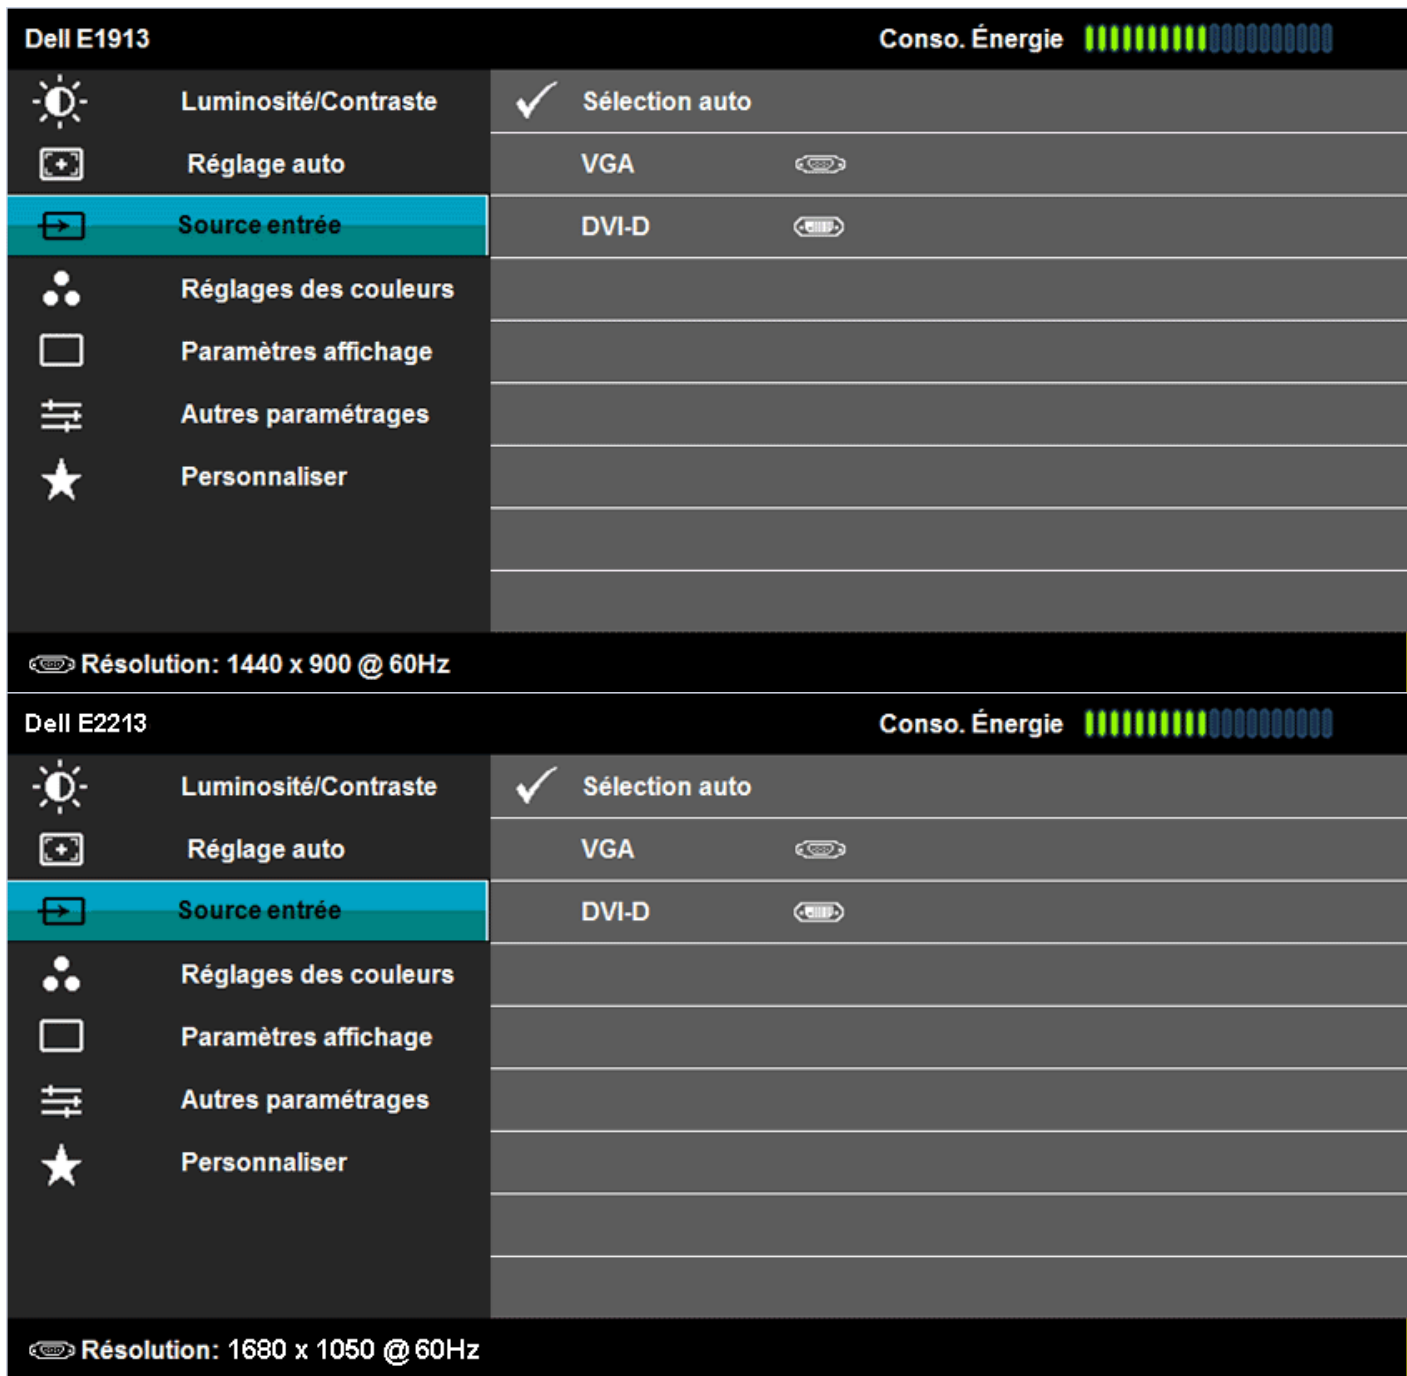 Dell E1913 Conso. Énergie
Luminosité/Contraste Sélection auto
Réglage auto VGA
Source entrée DVI-D
Réglages des couleurs
Paramètres affichage
Autres paramétrages
Personnaliser
Résolution: 1440 x 900 @ 60Hz
Dell E2213 Conso. Énergie
Luminosité/Contraste Sélection auto
Réglage auto VGA
Source entrée DVI-D
Réglages des couleurs
Paramètres affichage
Autres paramétrages
Personnaliser
Résolution: 1680 x 1050 @ 60Hz